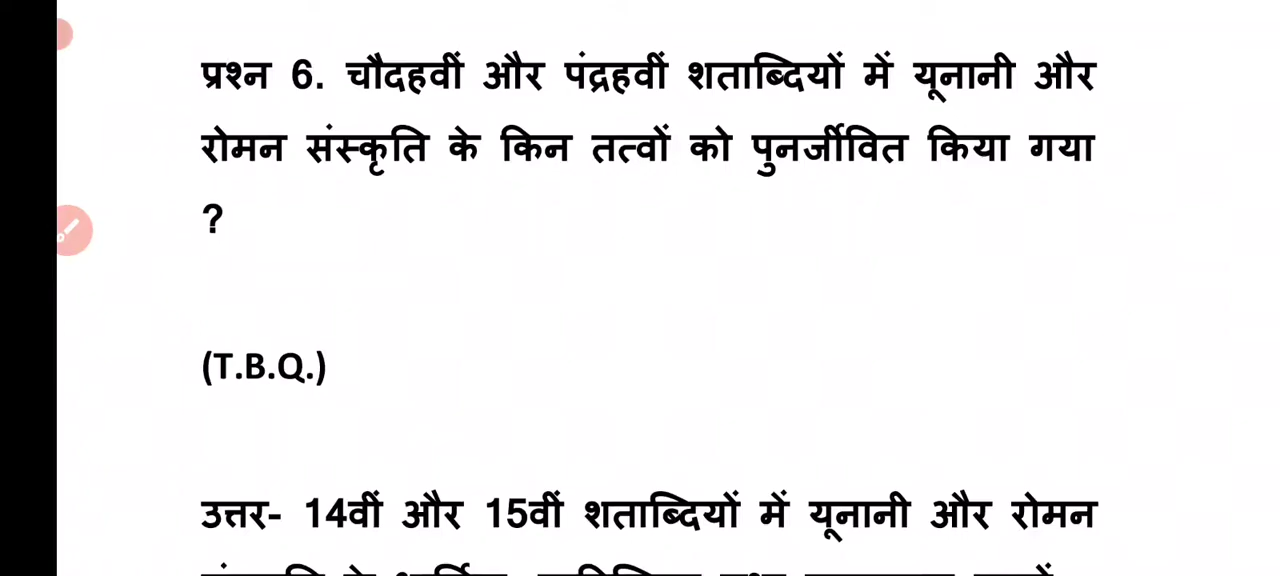 प्रश्न 6. चौदहवीं और पंद्रहवीं शताब्दियों में यूनानी और
रोमन संस्कृति के किन तत्वों को पुनर्जीवित किया गया
?
(T.B.Q.)
उत्तर- 14वीं और 15वीं शताब्दियों में यूनानी और रोमन